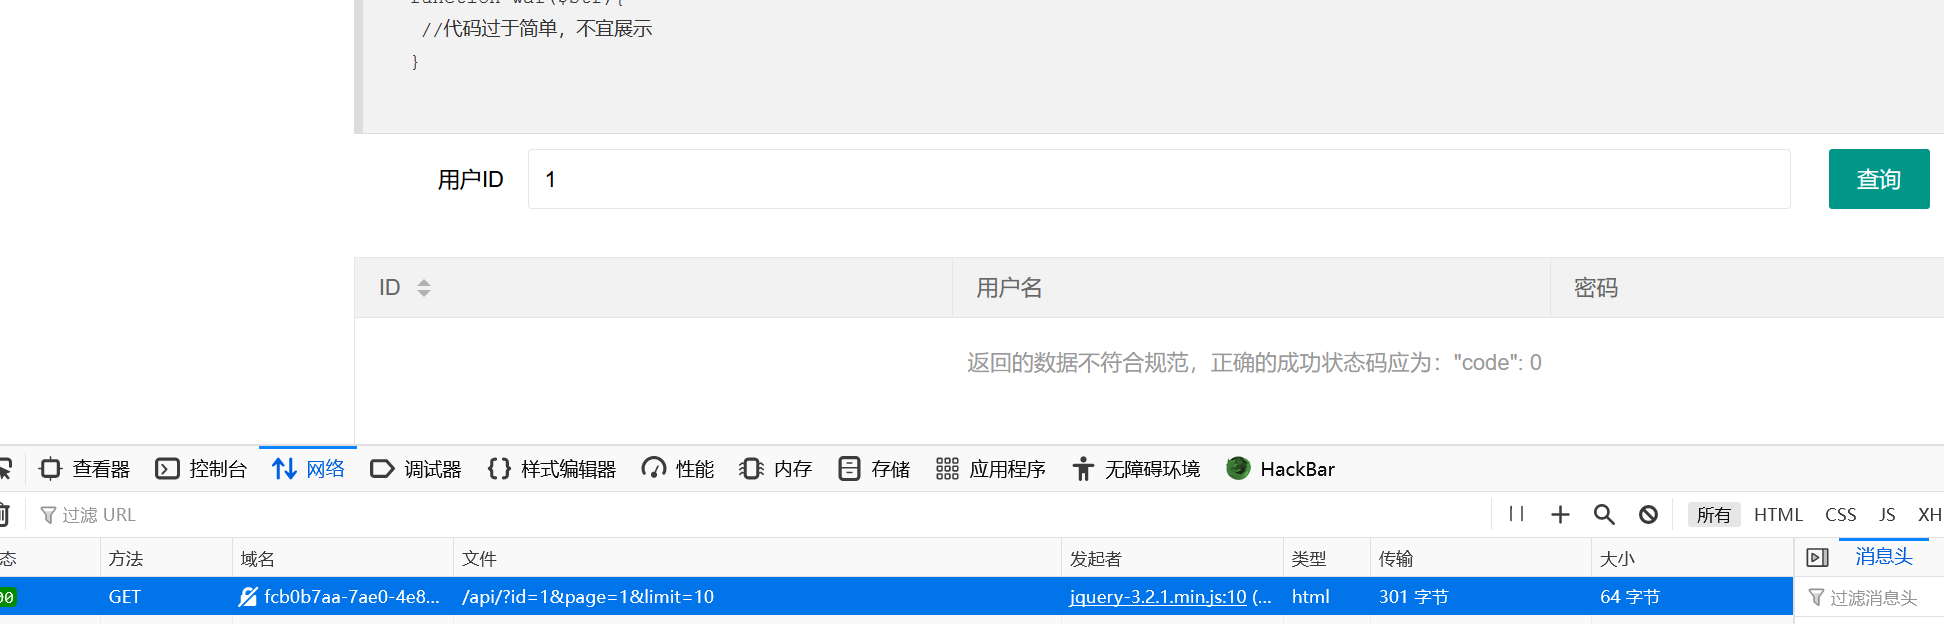 function waf($str){
//代码过于简单，不宜展示
}
用户ID
1
查询
ID
用户名
密码
返回的数据不符合规范，正确的成功状态码应为："code": 0
查看器
控制台
网络
调试器
样式编辑器
性能
内存
存储
应用程序
无障碍环境
HackBar
过滤 URL
所有
HTML
CSS
JS
XH
态
方法
域名
文件
发起者
类型
传输
大小
消息头
00
GET
fcb0b7aa-7ae0-4e8...
/api/?id=1&page=1&limit=10
jquery-3.2.1.min.js:10 (...
html
301 字节
64 字节
过滤消息头